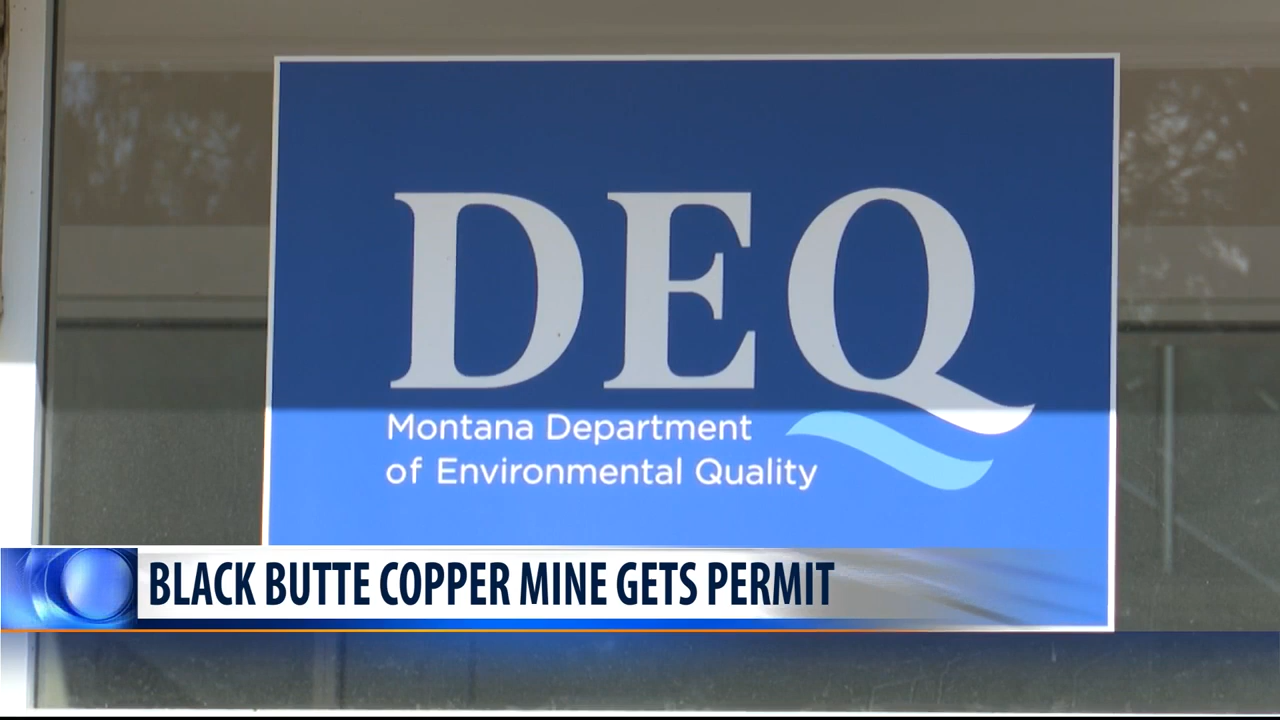 DEQ
Montana Department
of Environmental Quality
BLACK BUTTE COPPER MINE GETS PERMIT